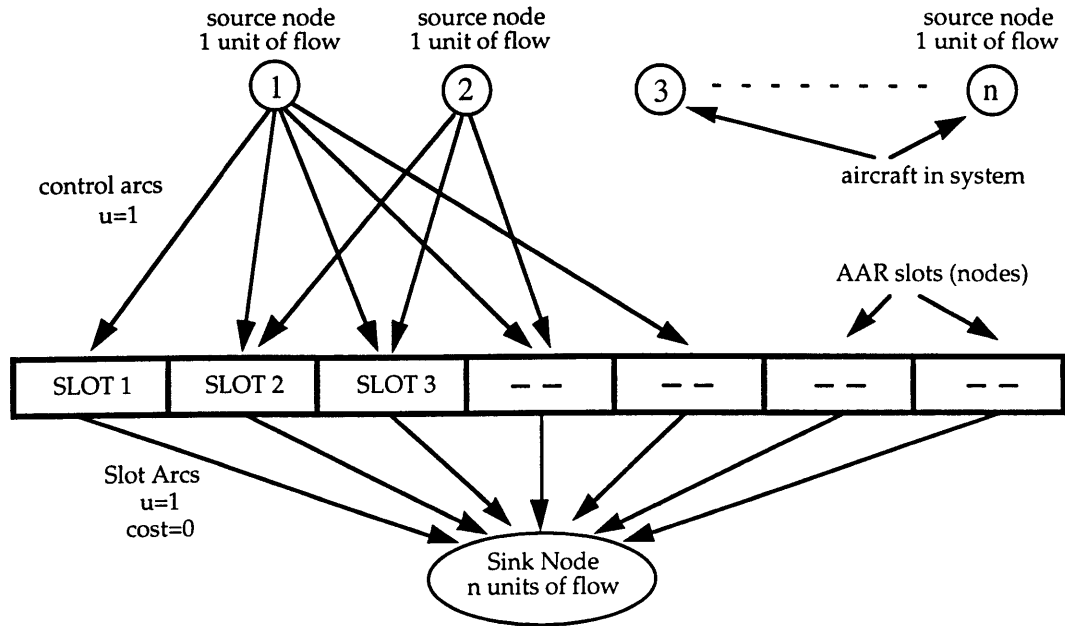 source node
1 unit of flow
source node
1 unit of flow
source node
1 unit of flow
1
2
3
n
aircraft in system
control arcs
u=1
AAR slots (nodes)
SLOT 1
SLOT 2
SLOT 3
Slot Arcs
u=1
cost=0
Sink Node
n units of flow